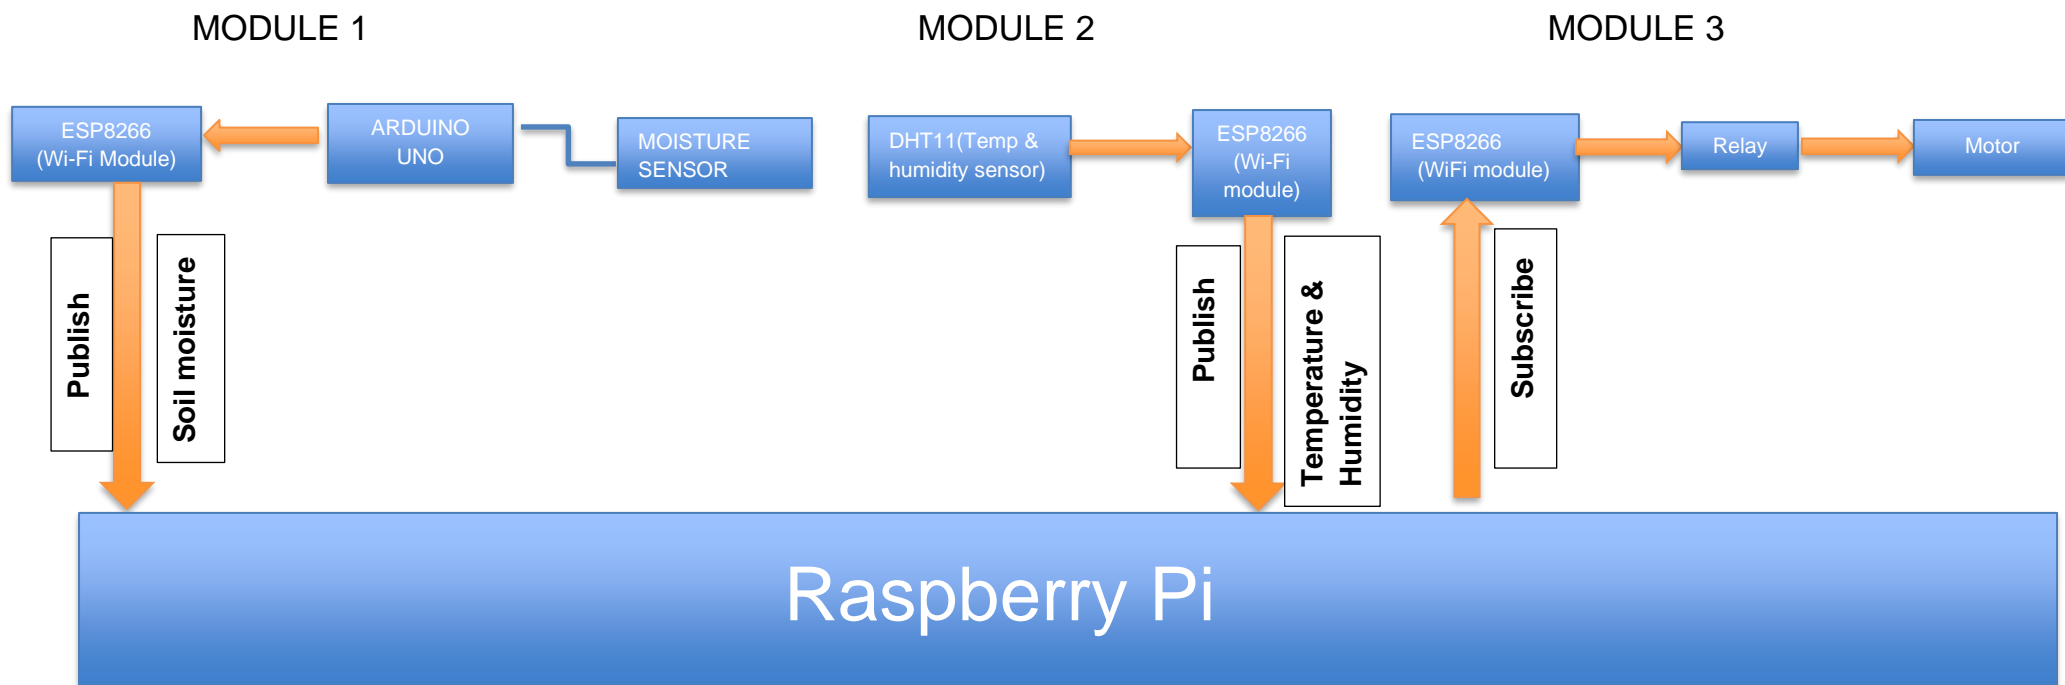 MODULE 1
MODULE 2
MODULE 3
ESP8266
(Wi-Fi Module)
ARDUINO
UNO
MOISTURE
SENSOR
DHT11(Temp &
humidity sensor)
ESP8266
(Wi-Fi
module)
ESP8266
(WiFi module)
Relay
Motor
Publish
Soil moisture
Publish
Temperature &
Humidity
Subscribe
Raspberry Pi